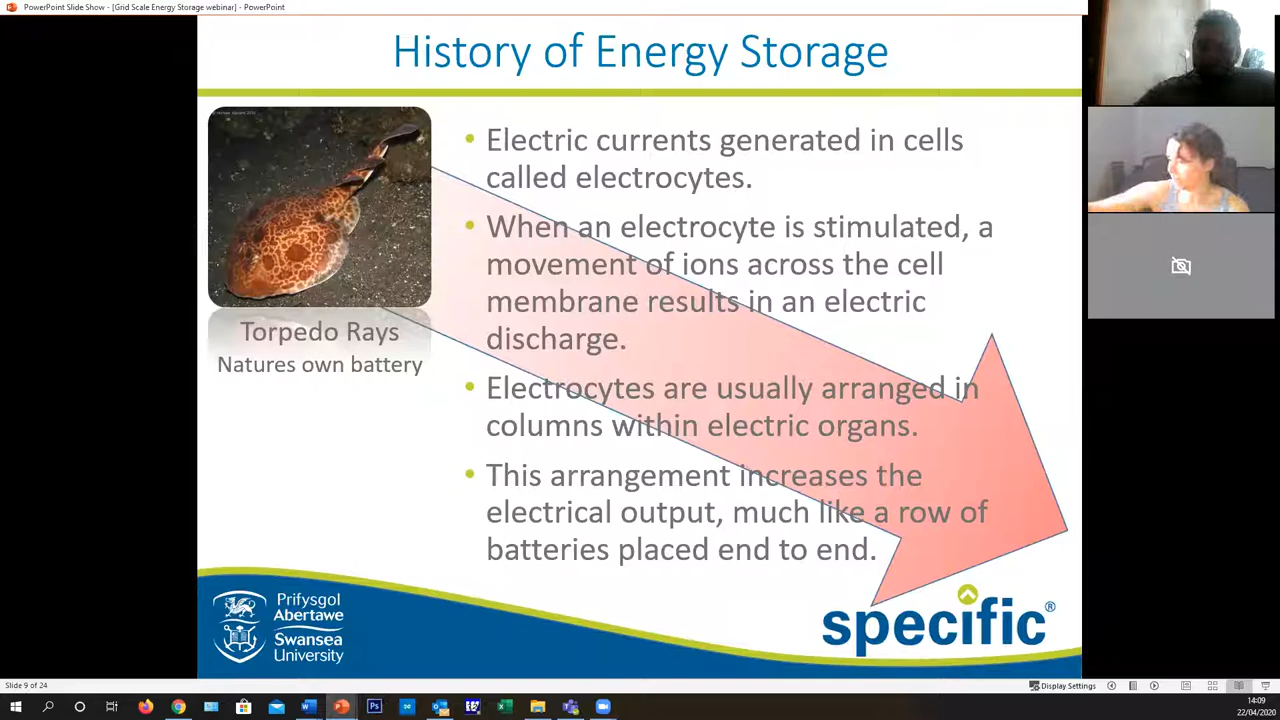 PowerPoint Slide Show - [Grid Scale Energy Storage webinar] - PowerPoint
History of Energy Storage
Torpedo Rays
Natures own battery
Electric currents generated in cells
called electrocytes.
When an electrocyte is stimulated, a
movement of ions across the cell
membrane results in an electric
discharge.
Electrocytes are usually arranged in
columns within electric organs.
This arrangement increases the
electrical output, much like a row of
batteries placed end to end.
Prifysgol
Abertawe
Swansea
University
specific®
Slide 9 of 24
Display Settings
14:09
22/04/2020